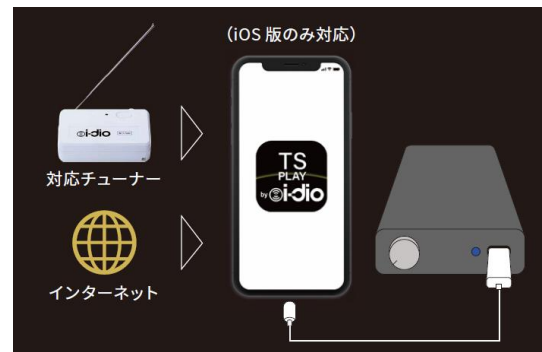 （iOS 版のみ対応）
i-dio
対応チューナー
TS
PLAY
by i-dio
インターネット